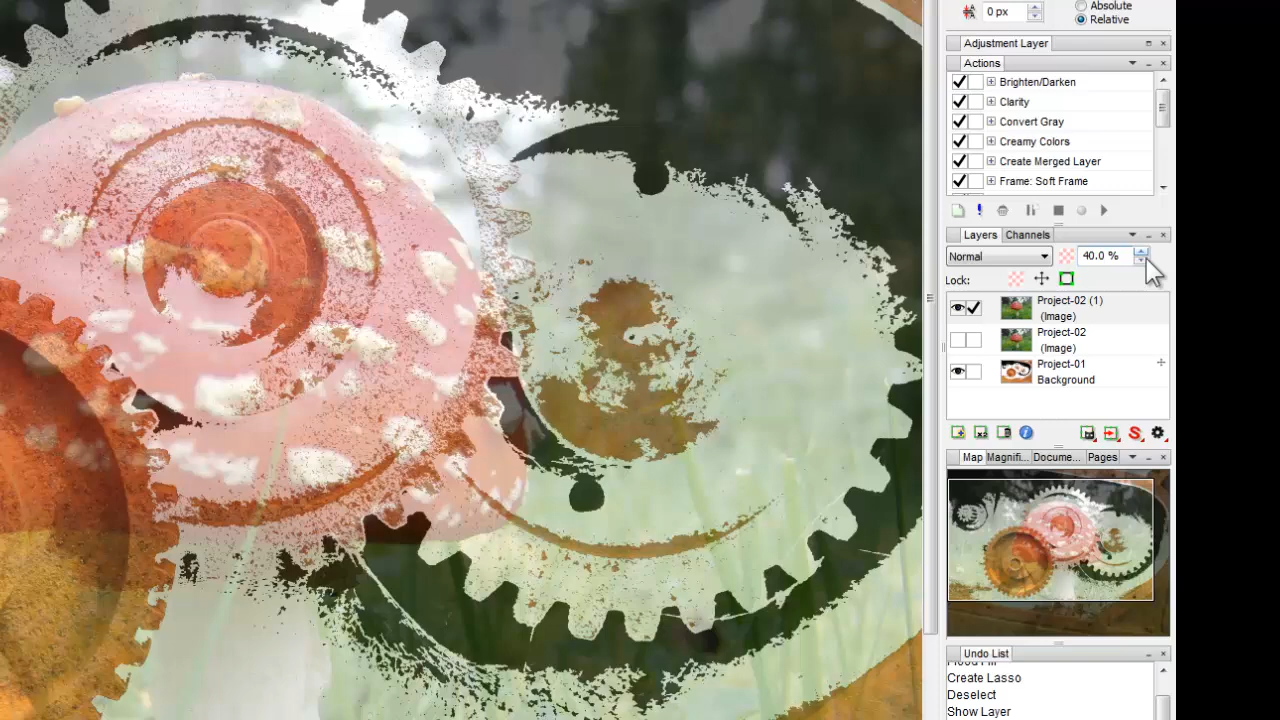 Absolute
0 px
Relative
Adjustment Layer
Actions
Brighten/Darken
Clarity
Convert Gray
Creamy Colors
Create Merged Layer
Frame: Soft Frame
Layers Channels
Normal 40.0 %
Lock:
Project-02 (1)
(Image)
Project-02
(Image)
Project-01
Background
Map Magnifi... Docume... Pages
Undo List
Flood Fill
Create Lasso
Deselect
Show Layer